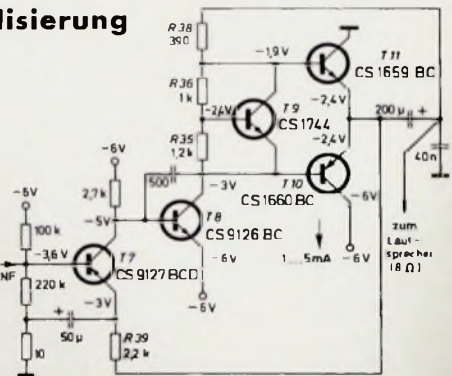 lisierung
R38
390
-1,9V
T11
CS1659 BC
R36
1k
-2,4V
-2,4V
T9
CS1744
200µ +
-6V
R35
1,2k
-2,4V
40n
2,7k
500
-3V
T10
CS1660 BC
-6V
-5V
T8
CS9126 BC
-6V
100k
-3,6V
T7
CS9127 BCD
-6V
1...5mA
zum
Laut-
sprecher
(8 Ω)
NF
220k
-3V
-6V
+
50µ
R39
2,2k
10